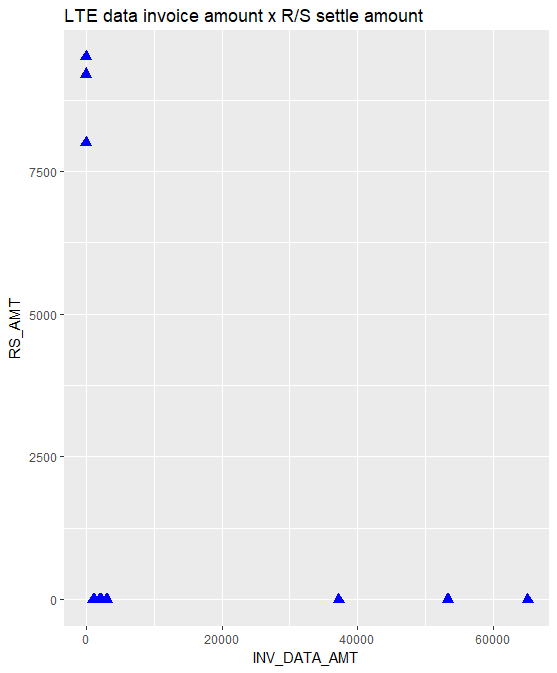 LTE data invoice amount x R/S settle amount
7500
5000
2500
0
RS_AMT
0 20000 40000 60000
INV_DATA_AMT